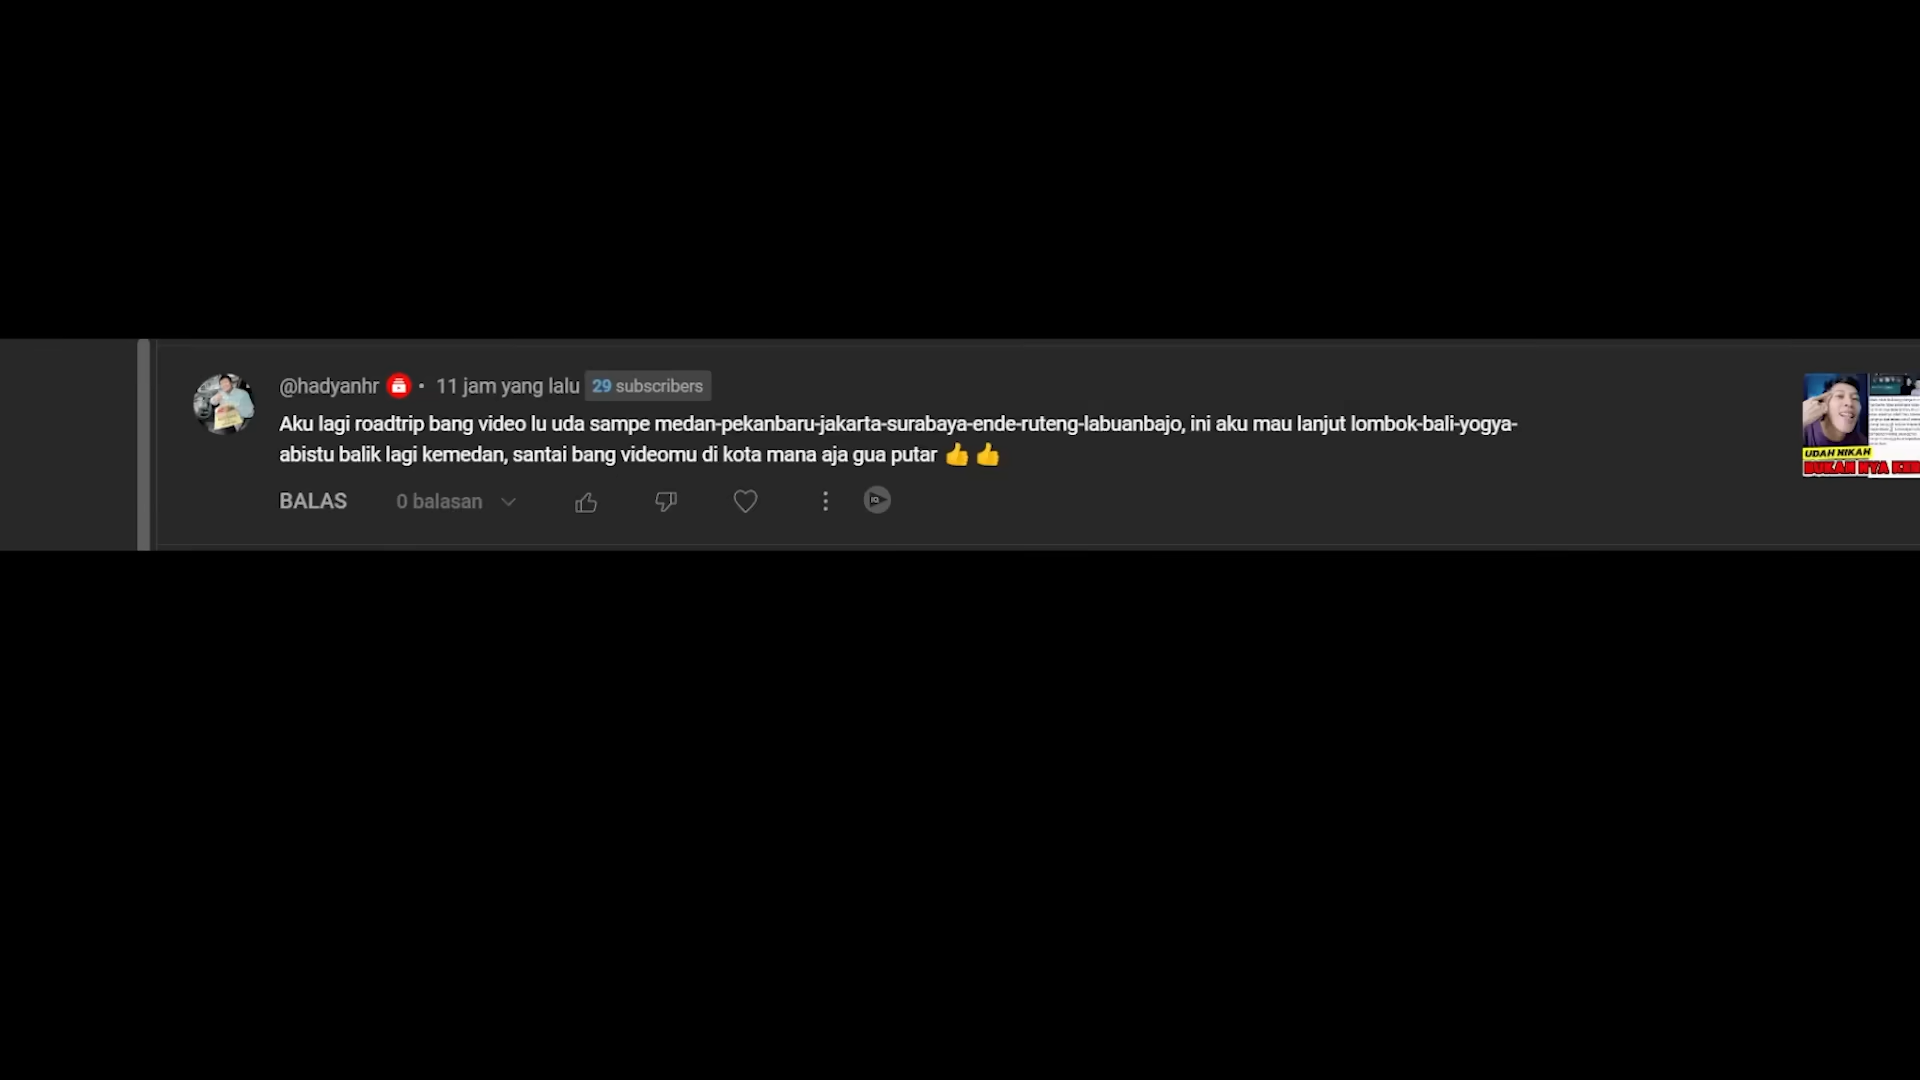 @hadyanhr • 11 jam yang lalu 29 subscribers
Aku lagi roadtrip bang video lu uda sampe medan-pekanbaru-jakarta-surabaya-ende-ruteng-labuanbajo, ini aku mau lanjut lombok-bali-yogya-
abistu balik lagi kemedan, santai bang videomu di kota mana aja gua putar 👍 👍
BALAS 0 balasan
UDAH NIKAH
BUKAN NYA